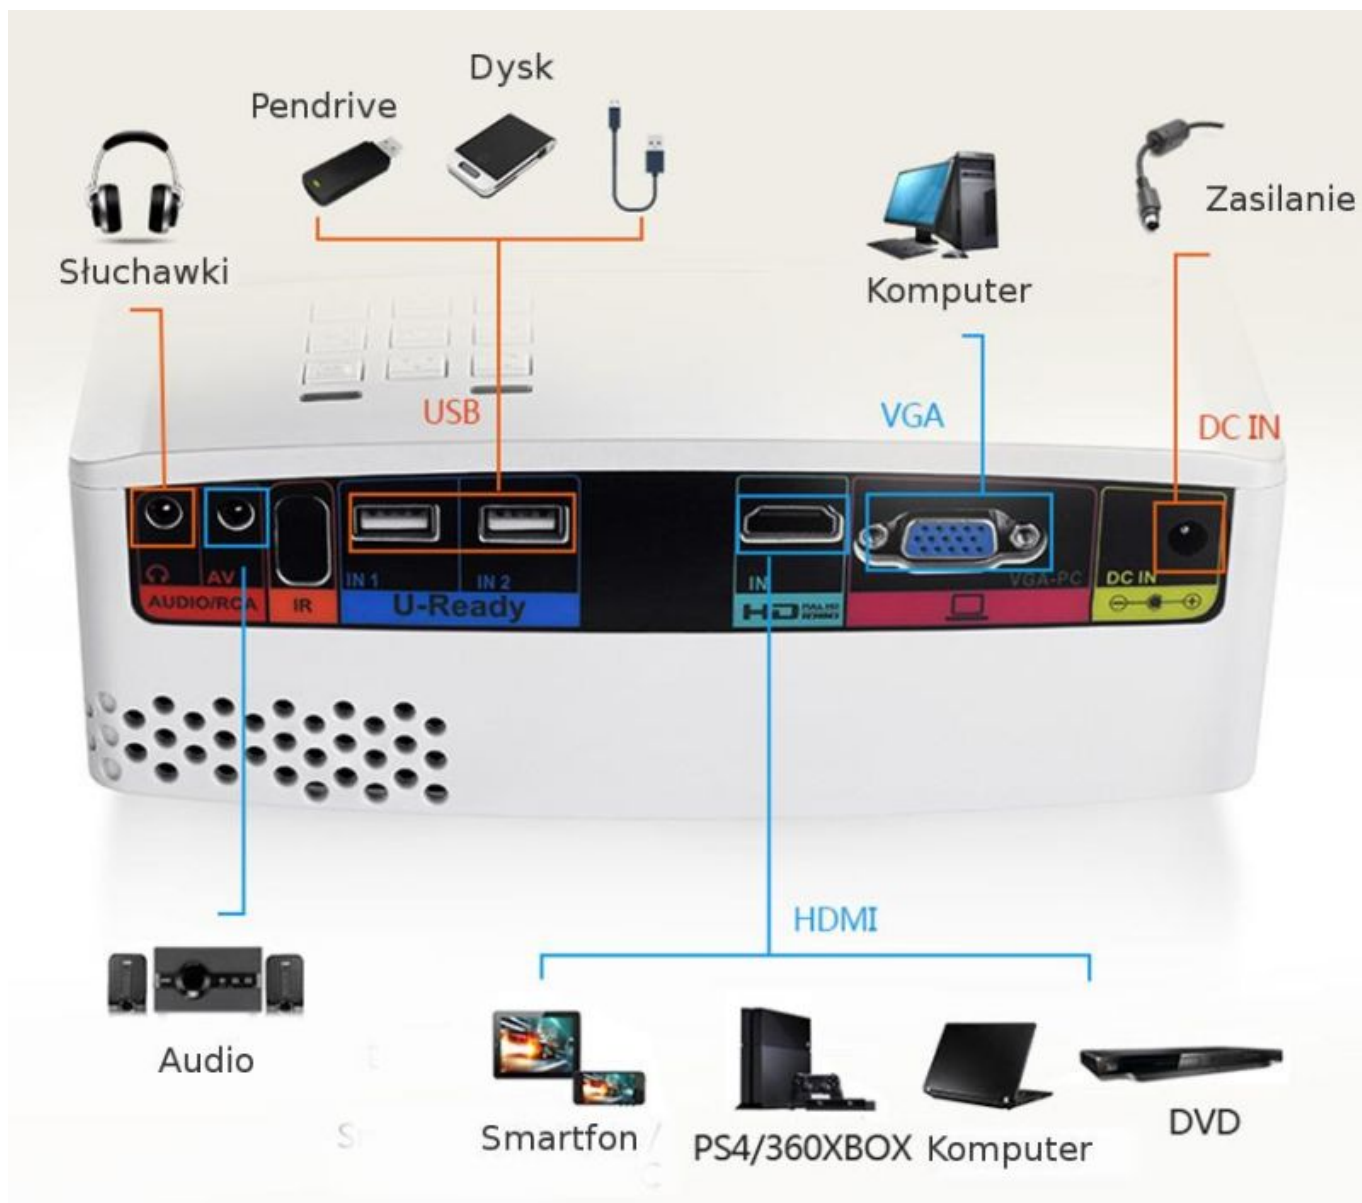 Dysk
Pendrive
Zasilanie
Słuchawki
Komputer
USB
VGA
DC IN
AV
IN 1
IN 2
IN
VGA-PC
DC IN
AUDIO/RCA
IR
U-Ready
HD
HDMI
Audio
Smartfon
PS4/360XBOX
Komputer
DVD